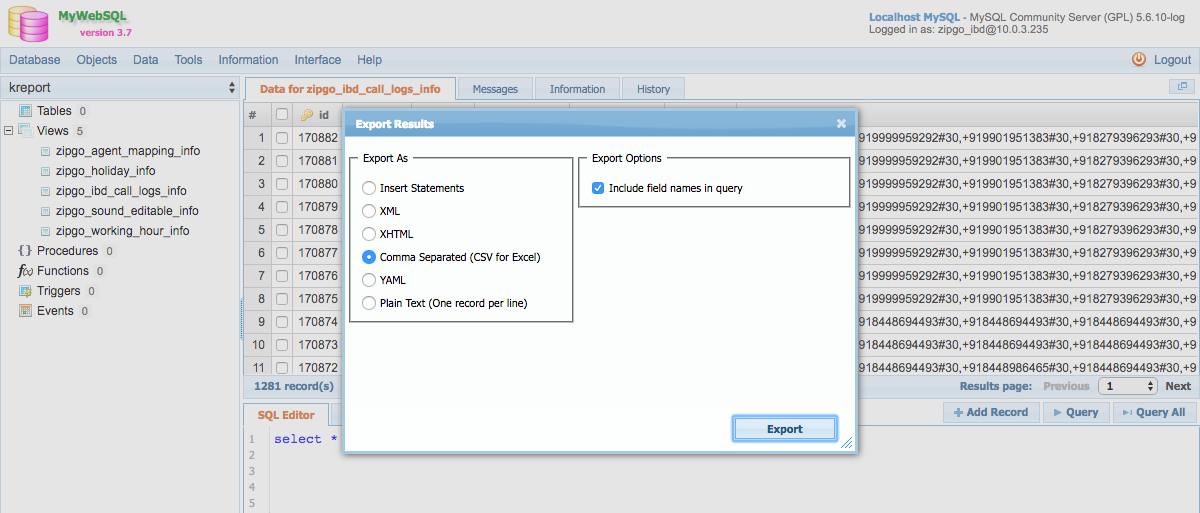 MyWebSQL
version 3.7
Localhost MySQL - MySQL Community Server (GPL) 5.6.10-log
Logged in as: zipgo_ibd@10.0.3.235
Database Objects Data Tools Information Interface Help Logout
kreport
Data for zipgo_ibd_call_logs_info Messages Information History
Tables 0
Views 5
zipgo_agent_mapping_info
zipgo_holiday_info
zipgo_ibd_call_logs_info
zipgo_sound_editable_info
zipgo_working_hour_info
Procedures 0
Functions 0
Triggers 0
Events 0
# id
1 170882 919999959292#30,+919901951383#30,+918279396293#30,+9
2 170881 919999959292#30,+919901951383#30,+918279396293#30,+9
3 170880 919999959292#30,+919901951383#30,+918279396293#30,+9
4 170879 919999959292#30,+919901951383#30,+918279396293#30,+9
5 170878 919999959292#30,+919901951383#30,+918279396293#30,+9
6 170877 919999959292#30,+919901951383#30,+918279396293#30,+9
7 170876 919999959292#30,+919901951383#30,+918279396293#30,+9
8 170875 919999959292#30,+919901951383#30,+918279396293#30,+9
9 170874 918448694493#30,+918448694493#30,+918448694493#30,+9
10 170873 918448694493#30,+918448694493#30,+918448694493#30,+9
11 170872 918448986465#30,+918448694493#30,+918448694493#30,+9
Export Results
Export As
Insert Statements
XML
XHTML
Comma Separated (CSV for Excel)
YAML
Plain Text (One record per line)
Export Options
Include field names in query
Export
1281 record(s) Results page: Previous 1 Next
SQL Editor Add Record Query Query All
1 select *
2
3
4
5